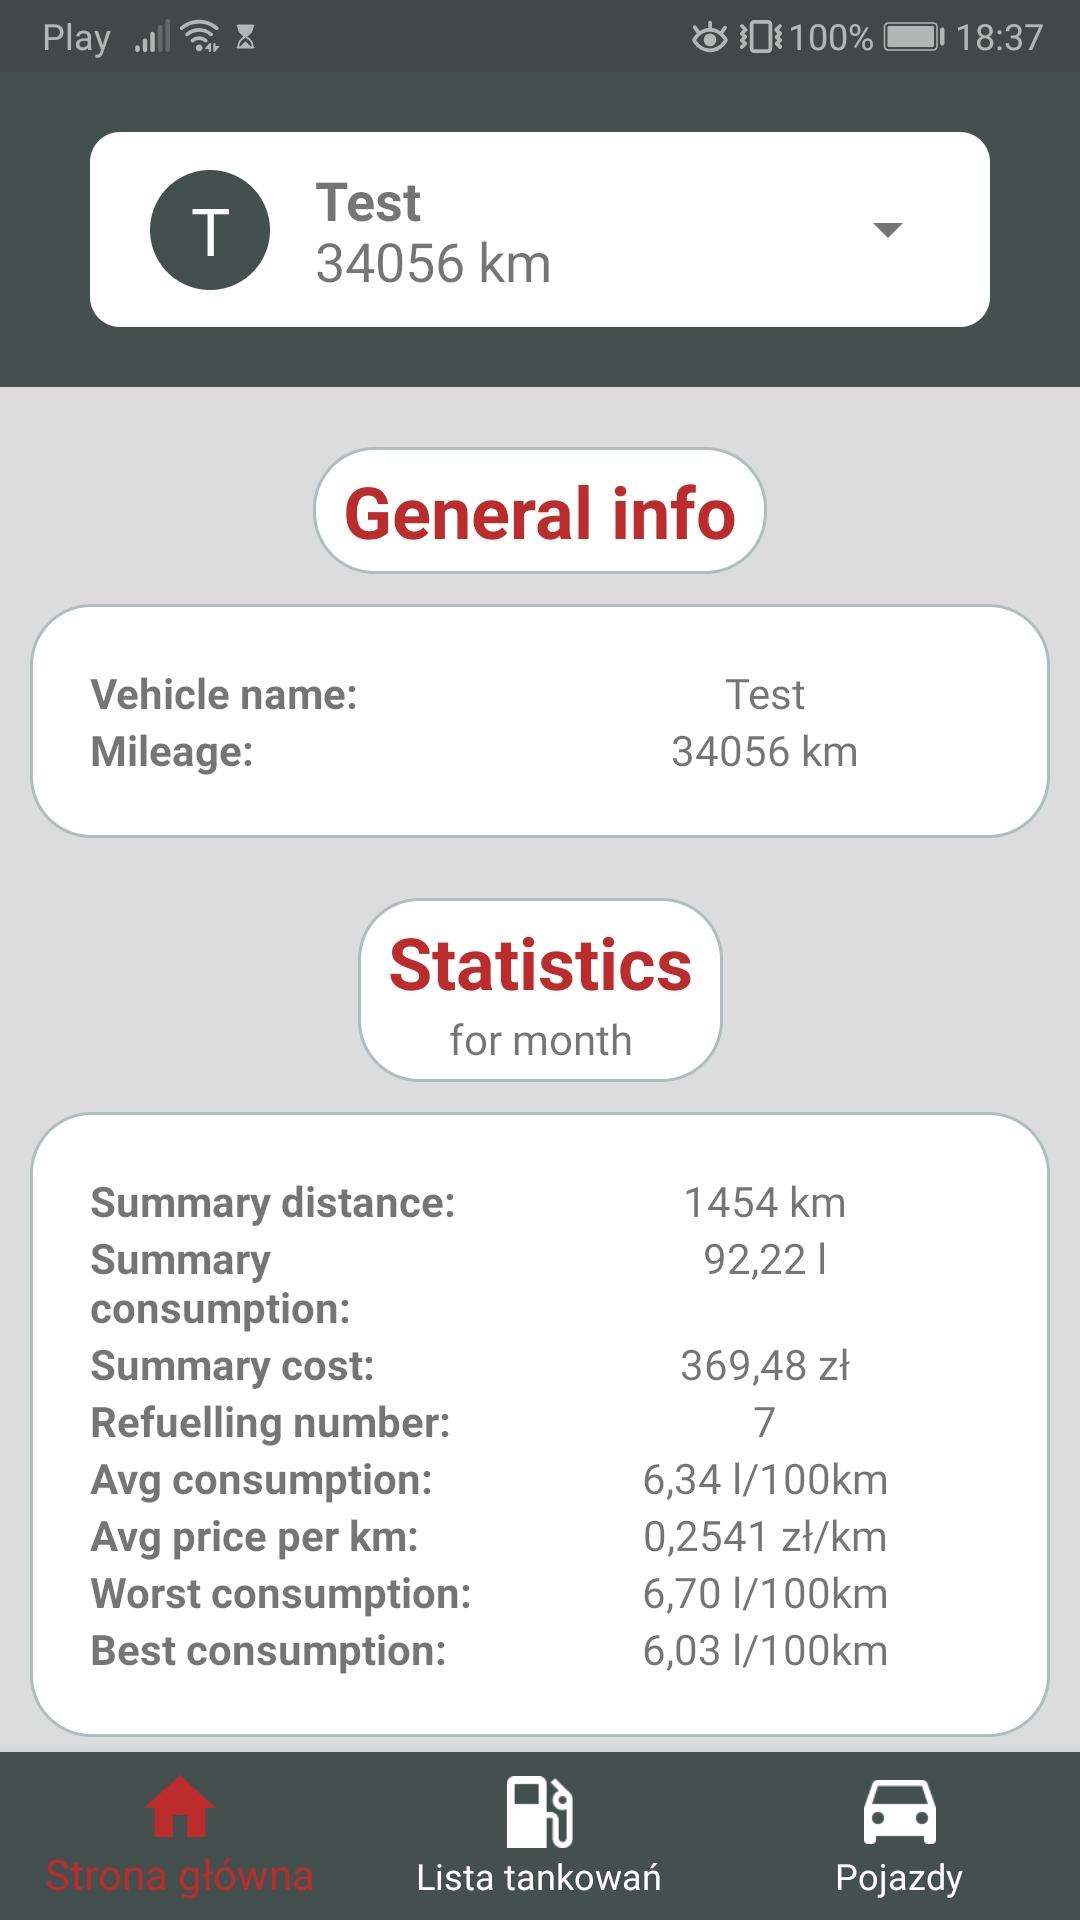 Play 100% 18:37
T
Test
34056 km
General info
Vehicle name: Test
Mileage: 34056 km
Statistics
for month
Summary distance: 1454 km
Summary 92,22 l
consumption:
Summary cost: 369,48 zł
Refuelling number: 7
Avg consumption: 6,34 l/100km
Avg price per km: 0,2541 zł/km
Worst consumption: 6,70 l/100km
Best consumption: 6,03 l/100km
Strona główna Lista tankowań Pojazdy